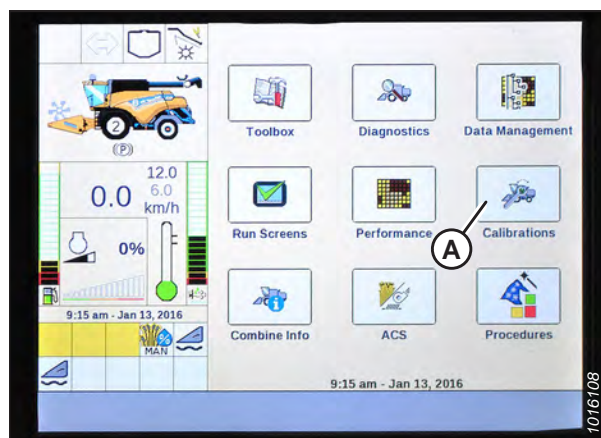 Toolbox Diagnostics Data Management
2
(P)
12.0
0.0 6.0
km/h
Run Screens Performance Calibrations
A
0%
9:15 am - Jan 13, 2016
Combine Info ACS Procedures
MAN
9:15 am - Jan 13, 2016
1016108